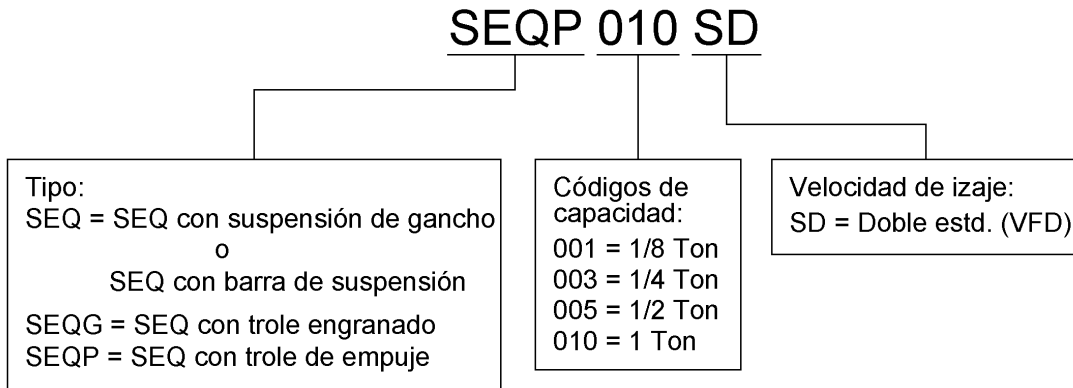 SEQP 010 SD
Tipo:
SEQ = SEQ con suspensión de gancho
o
SEQ con barra de suspensión
SEQG = SEQ con trole engranado
SEQP = SEQ con trole de empuje
Códigos de
capacidad:
001 = 1/8 Ton
003 = 1/4 Ton
005 = 1/2 Ton
010 = 1 Ton
Velocidad de izaje:
SD = Doble estd. (VFD)